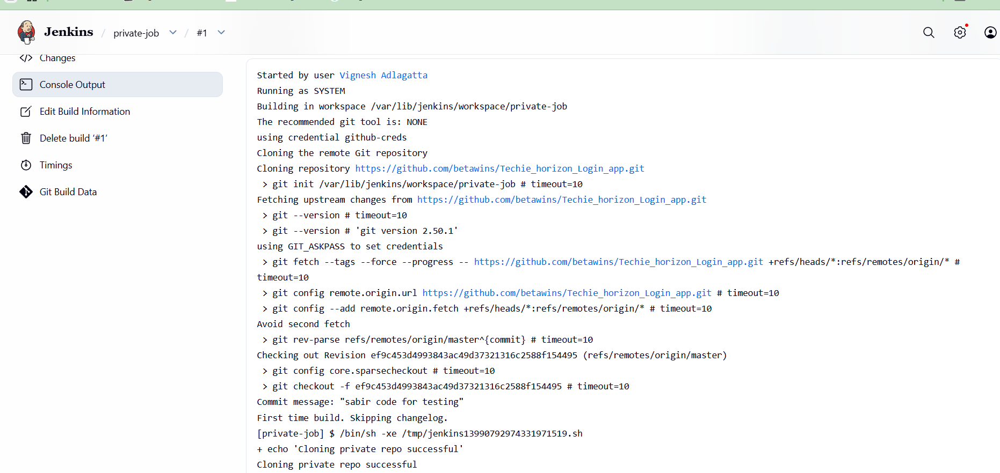 Jenkins / private-job / #1
Changes
Console Output
Edit Build Information
Delete build ‘#1’
Timings
Git Build Data
Started by user Vignesh Adlagatta
Running as SYSTEM
Building in workspace /var/lib/jenkins/workspace/private-job
The recommended git tool is: NONE
using credential github-creds
Cloning the remote Git repository
Cloning repository https://github.com/betawins/Techie_horizon_Login_app.git
> git init /var/lib/jenkins/workspace/private-job # timeout=10
Fetching upstream changes from https://github.com/betawins/Techie_horizon_Login_app.git
> git --version # timeout=10
> git --version # 'git version 2.50.1'
using GIT_ASKPASS to set credentials
> git fetch --tags --force --progress -- https://github.com/betawins/Techie_horizon_Login_app.git +refs/heads/*:refs/remotes/origin/* #
timeout=10
> git config remote.origin.url https://github.com/betawins/Techie_horizon_Login_app.git # timeout=10
> git config --add remote.origin.fetch +refs/heads/*:refs/remotes/origin/* # timeout=10
Avoid second fetch
> git rev-parse refs/remotes/origin/master^{commit} # timeout=10
Checking out Revision ef9c453d4993843ac49d37321316c2588f154495 (refs/remotes/origin/master)
> git config core.sparsecheckout # timeout=10
> git checkout -f ef9c453d4993843ac49d37321316c2588f154495 # timeout=10
Commit message: "sabir code for testing"
First time build. Skipping changelog.
[private-job] $ /bin/sh -xe /tmp/jenkins13990792974331971519.sh
+ echo 'Cloning private repo successful'
Cloning private repo successful